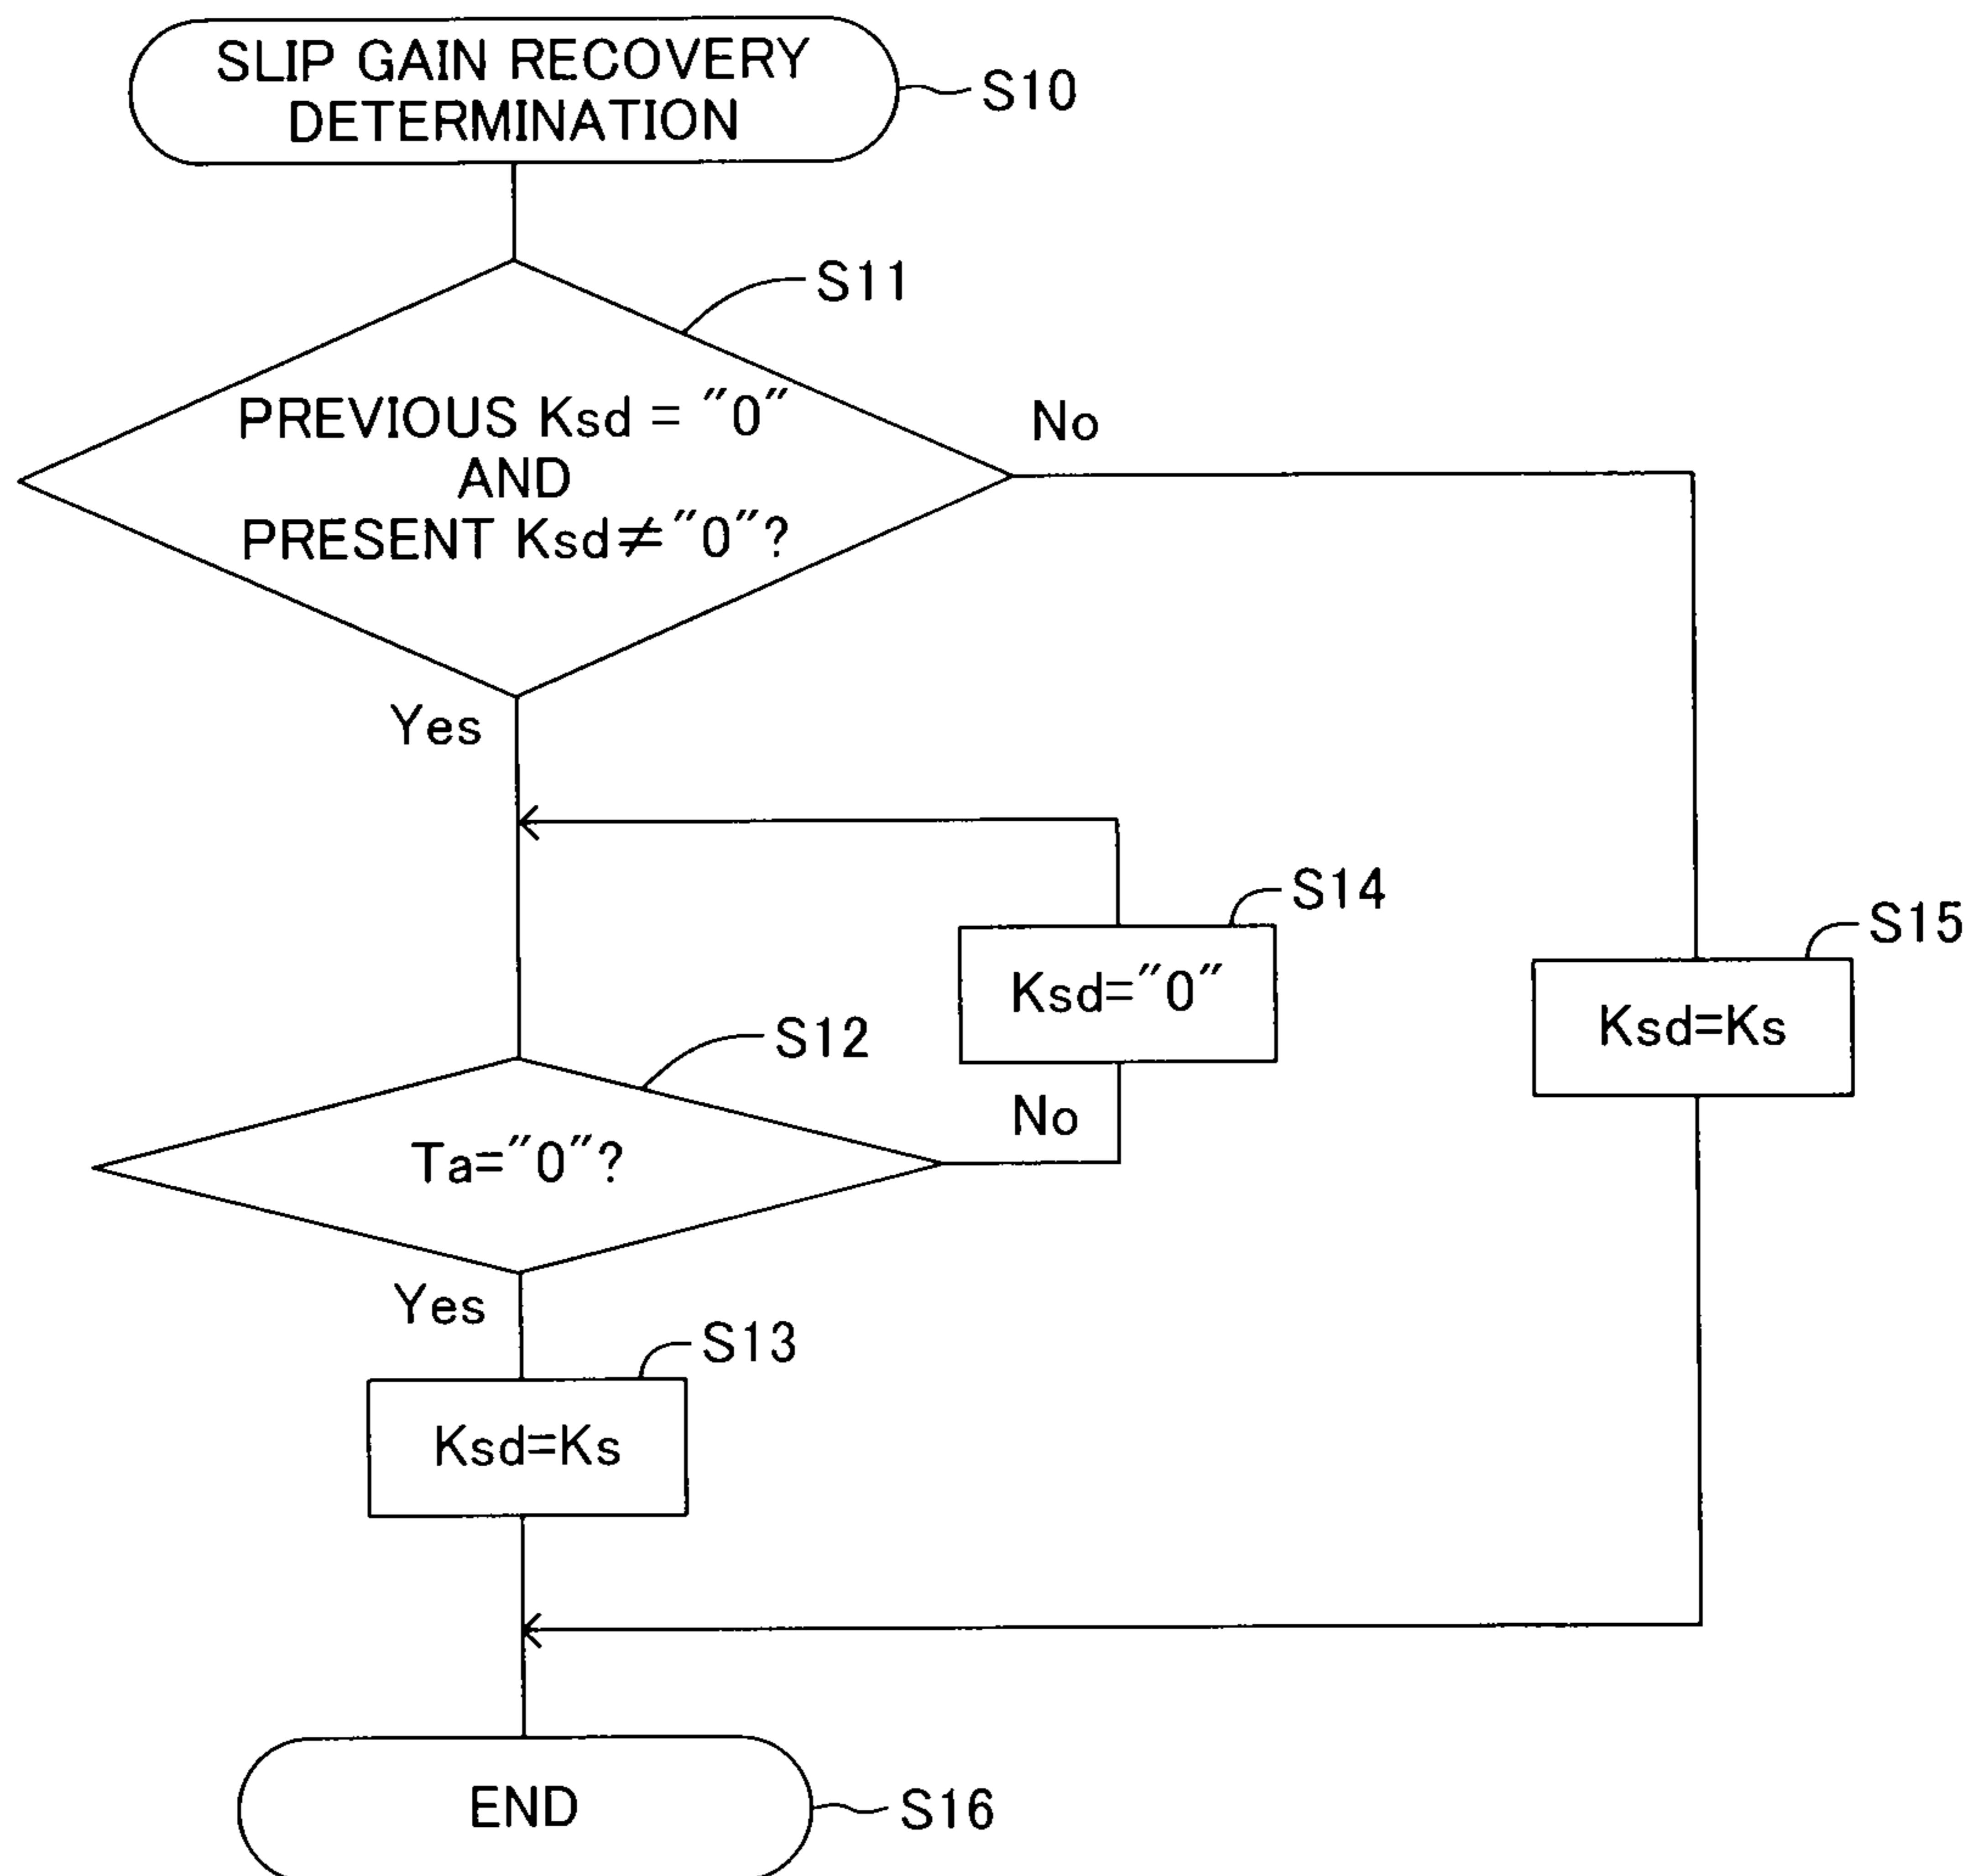 SLIP GAIN RECOVERY
DETERMINATION
S10
S11
PREVIOUS Ksd = "0"
AND
PRESENT Ksd≠"0"?
No
Yes
S14
Ksd="0"
S15
Ksd=Ks
S12
Ta="0"?
No
Yes
S13
Ksd=Ks
END
S16